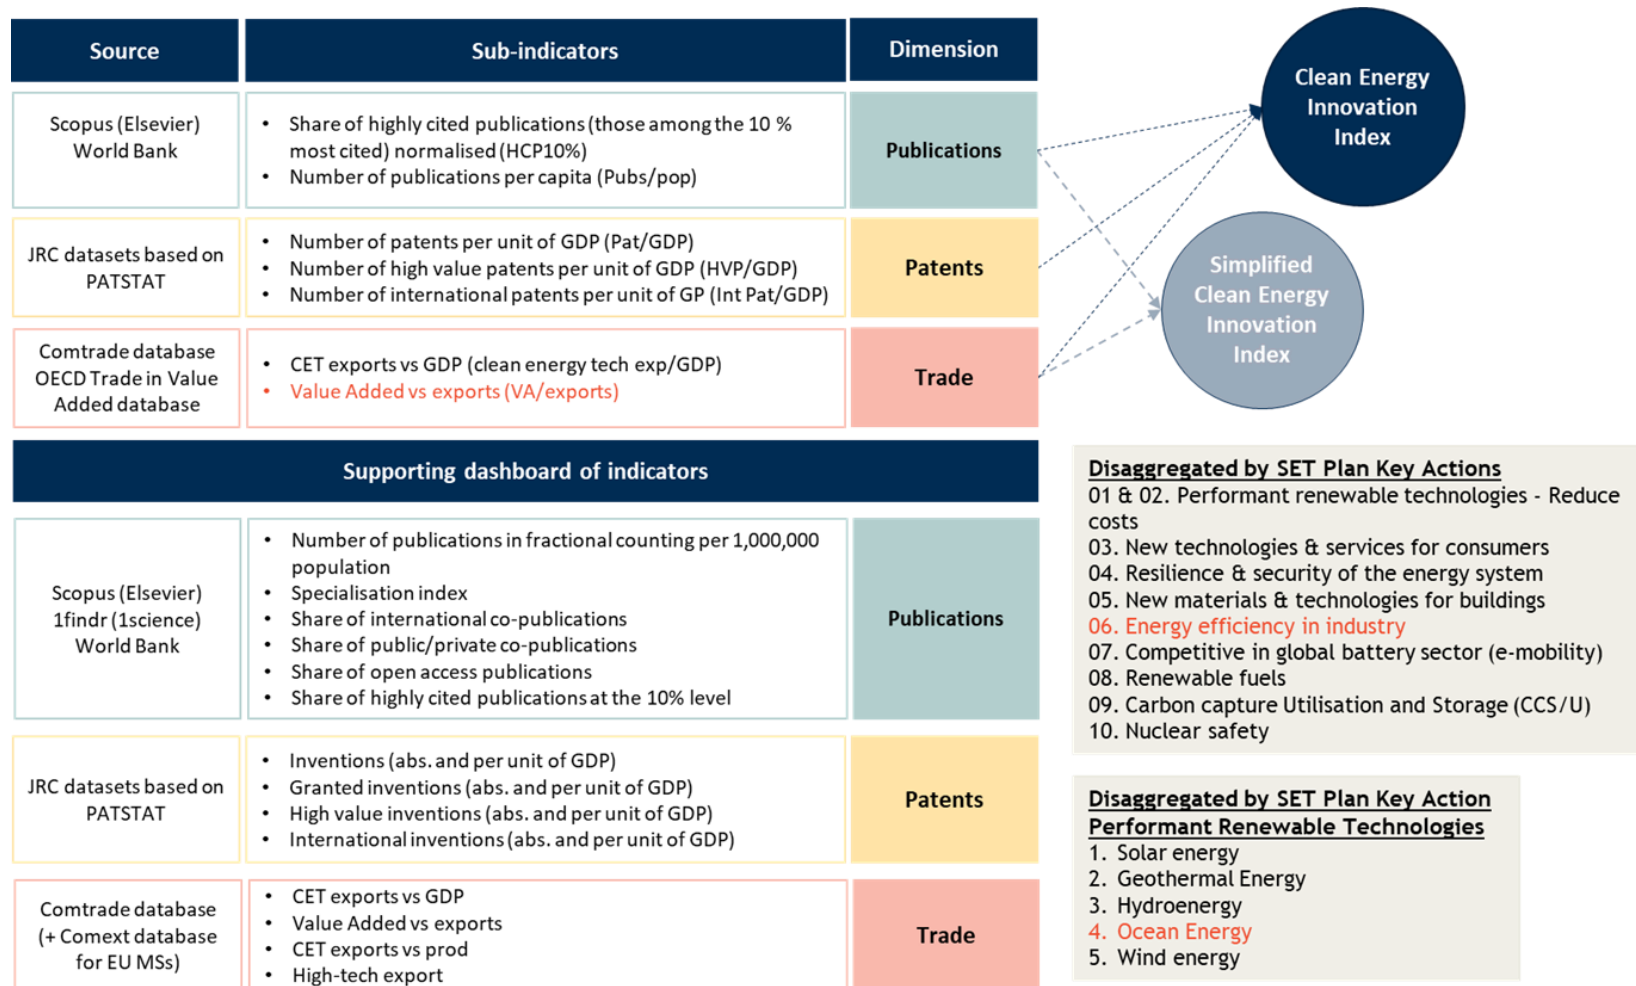 Source
Sub-indicators
Dimension
Scopus (Elsevier)
World Bank
• Share of highly cited publications (those among the 10 %
most cited) normalised (HCP10%)
• Number of publications per capita (Pubs/pop)
Publications
JRC datasets based on
PATSTAT
• Number of patents per unit of GDP (Pat/GDP)
• Number of high value patents per unit of GDP (HVP/GDP)
• Number of international patents per unit of GP (Int Pat/GDP)
Patents
Comtrade database
OECD Trade in Value
Added database
• CET exports vs GDP (clean energy tech exp/GDP)
• Value Added vs exports (VA/exports)
Trade
Clean Energy
Innovation
Index
Simplified
Clean Energy
Innovation
Index
Supporting dashboard of indicators
Scopus (Elsevier)
1findr (1science)
World Bank
• Number of publications in fractional counting per 1,000,000
population
• Specialisation index
• Share of international co-publications
• Share of public/private co-publications
• Share of open access publications
• Share of highly cited publications at the 10% level
Publications
JRC datasets based on
PATSTAT
• Inventions (abs. and per unit of GDP)
• Granted inventions (abs. and per unit of GDP)
• High value inventions (abs. and per unit of GDP)
• International inventions (abs. and per unit of GDP)
Patents
Comtrade database
(+ Comext database
for EU MSs)
• CET exports vs GDP
• Value Added vs exports
• CET exports vs prod
• High-tech export
Trade
Disaggregated by SET Plan Key Actions
01 & 02. Performant renewable technologies - Reduce
costs
03. New technologies & services for consumers
04. Resilience & security of the energy system
05. New materials & technologies for buildings
06. Energy efficiency in industry
07. Competitive in global battery sector (e-mobility)
08. Renewable fuels
09. Carbon capture Utilisation and Storage (CCS/U)
10. Nuclear safety
Disaggregated by SET Plan Key Action
Performant Renewable Technologies
1. Solar energy
2. Geothermal Energy
3. Hydroenergy
4. Ocean Energy
5. Wind energy